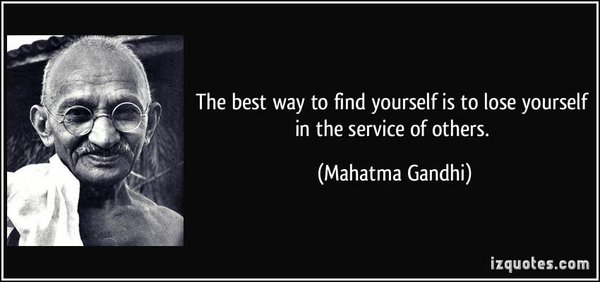 The best way to find yourself is to lose yourself
in the service of others.
(Mahatma Gandhi)
izquotes.com